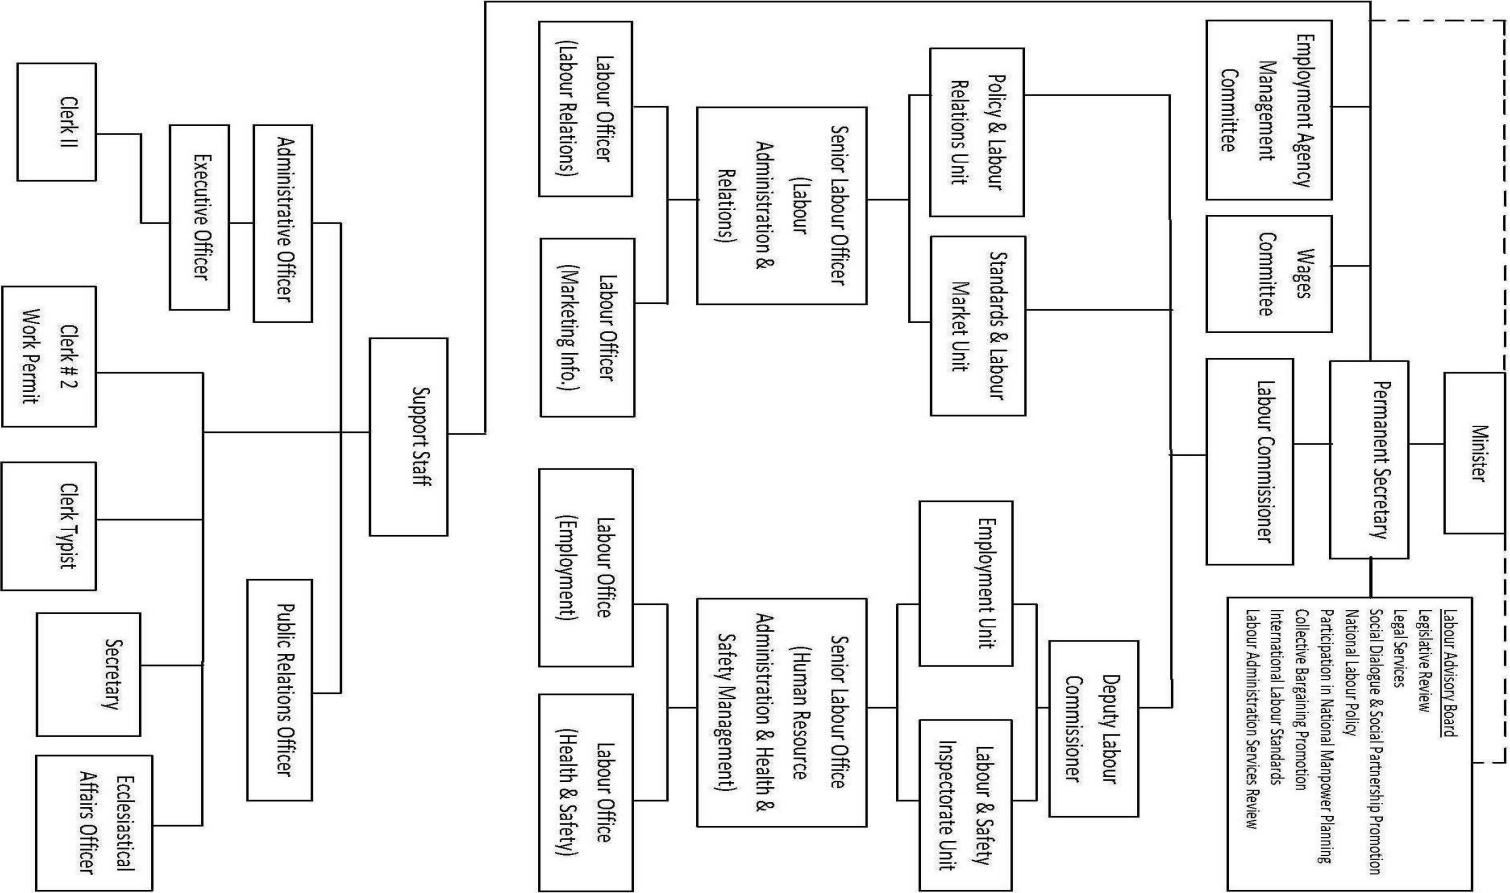 Minister
Permanent Secretary
Labour Advisory Board
Legislative Review
Legal Services
Social Dialogue & Social Partnership Promotion
National Labour Policy
Participation in National Manpower Planning
Collective Bargaining Promotion
International Labour Standards
Labour Administration Services Review
Employment Agency
Management
Committee
Wages
Committee
Labour Commissioner
Deputy Labour
Commissioner
Policy & Labour
Relations Unit
Standards & Labour
Market Unit
Employment Unit
Labour & Safety
Inspectorate Unit
Senior Labour Officer
(Labour
Administration &
Relations)
Senior Labour Office
(Human Resource
Administration & Health &
Safety Management)
Labour Officer
(Labour Relations)
Labour Officer
(Marketing Info.)
Labour Office
(Employment)
Labour Office
(Health & Safety)
Support Staff
Administrative Officer
Public Relations Officer
Executive Officer
Clerk II
Clerk # 2
Work Permit
Clerk Typist
Secretary
Ecclesiastical
Affairs Officer